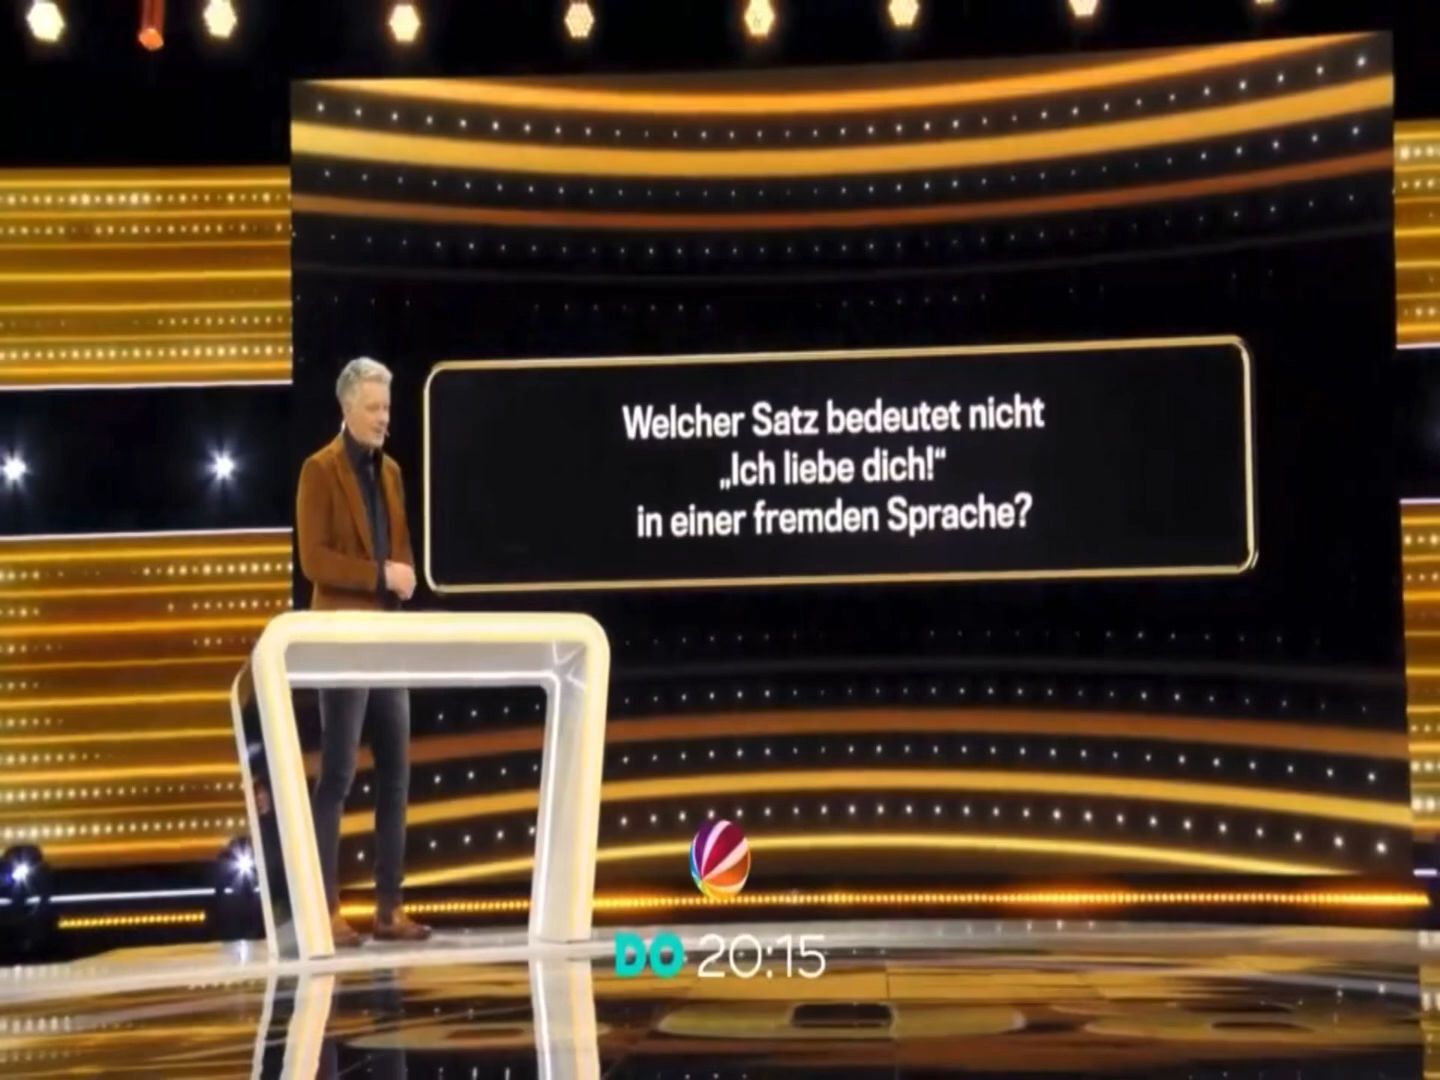 Welcher Satz bedeutet nicht
„Ich liebe dich!“
in einer fremden Sprache?
DO 20:15